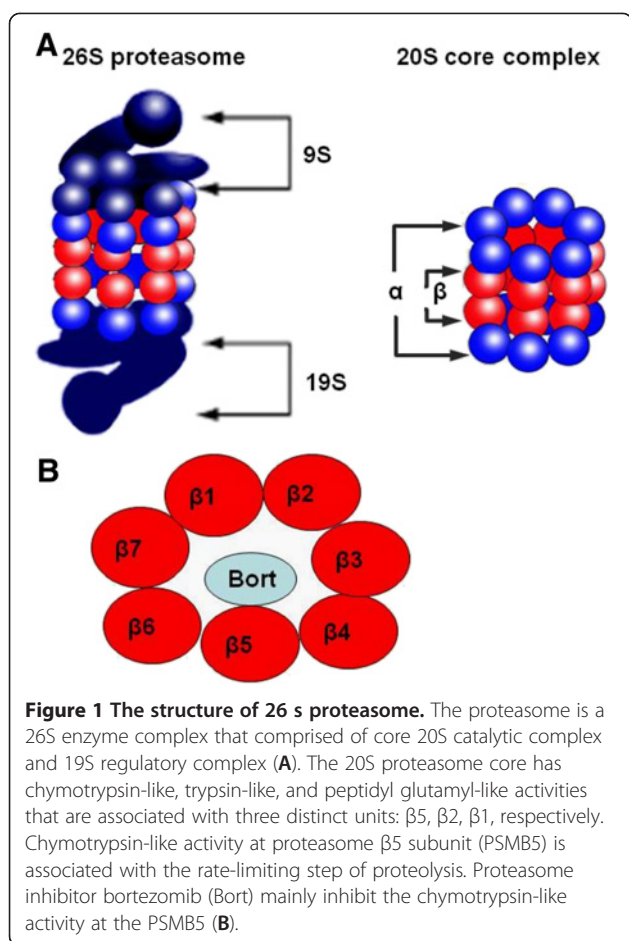 A 26S proteasome 20S core complex
9S
α β
19S
B
β1 β2
β7 β3
Bort
β6 β5 β4
Figure 1 The structure of 26 s proteasome. The proteasome is a
26S enzyme complex that comprised of core 20S catalytic complex
and 19S regulatory complex (A). The 20S proteasome core has
chymotrypsin-like, trypsin-like, and peptidyl glutamyl-like activities
that are associated with three distinct units: β5, β2, β1, respectively.
Chymotrypsin-like activity at proteasome β5 subunit (PSMB5) is
associated with the rate-limiting step of proteolysis. Proteasome
inhibitor bortezomib (Bort) mainly inhibit the chymotrypsin-like
activity at the PSMB5 (B).